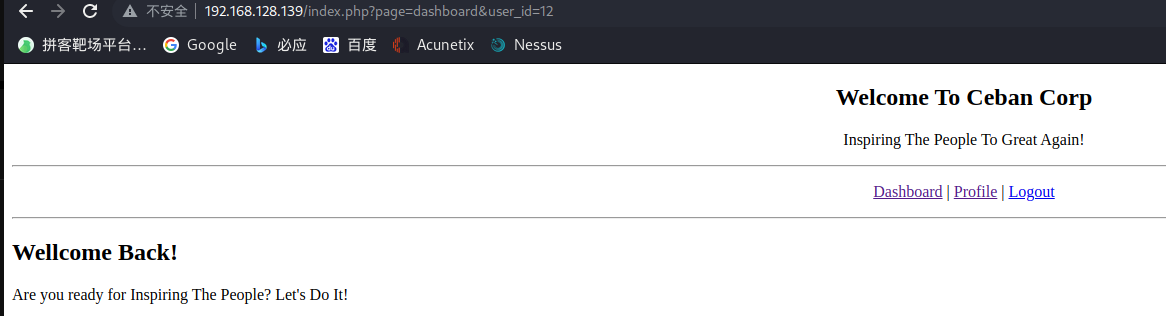 不安全 192.168.128.139/index.php?page=dashboard&user_id=12
拼客靶场平台... Google 必应 百度 Acunetix Nessus
Welcome To Ceban Corp
Inspiring The People To Great Again!
Dashboard | Profile | Logout
Wellcome Back!
Are you ready for Inspiring The People? Let's Do It!